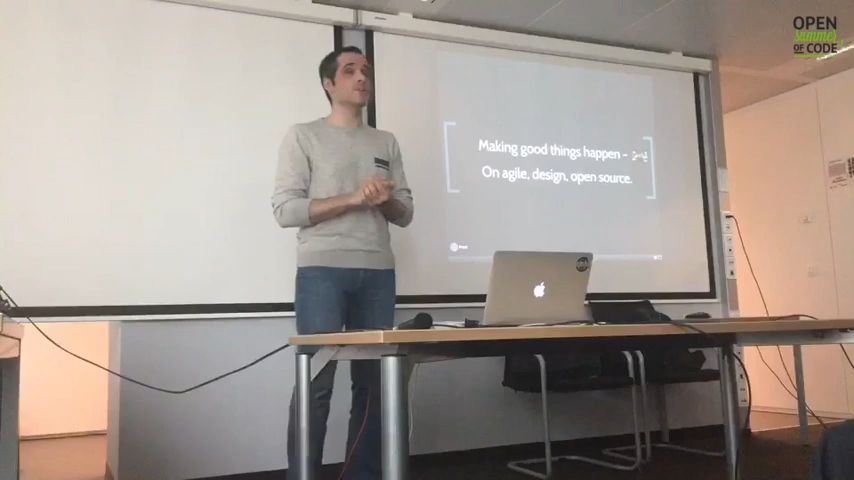 OPEN
summer
OF CODE
Making good things happen -
On agile, design, open source.